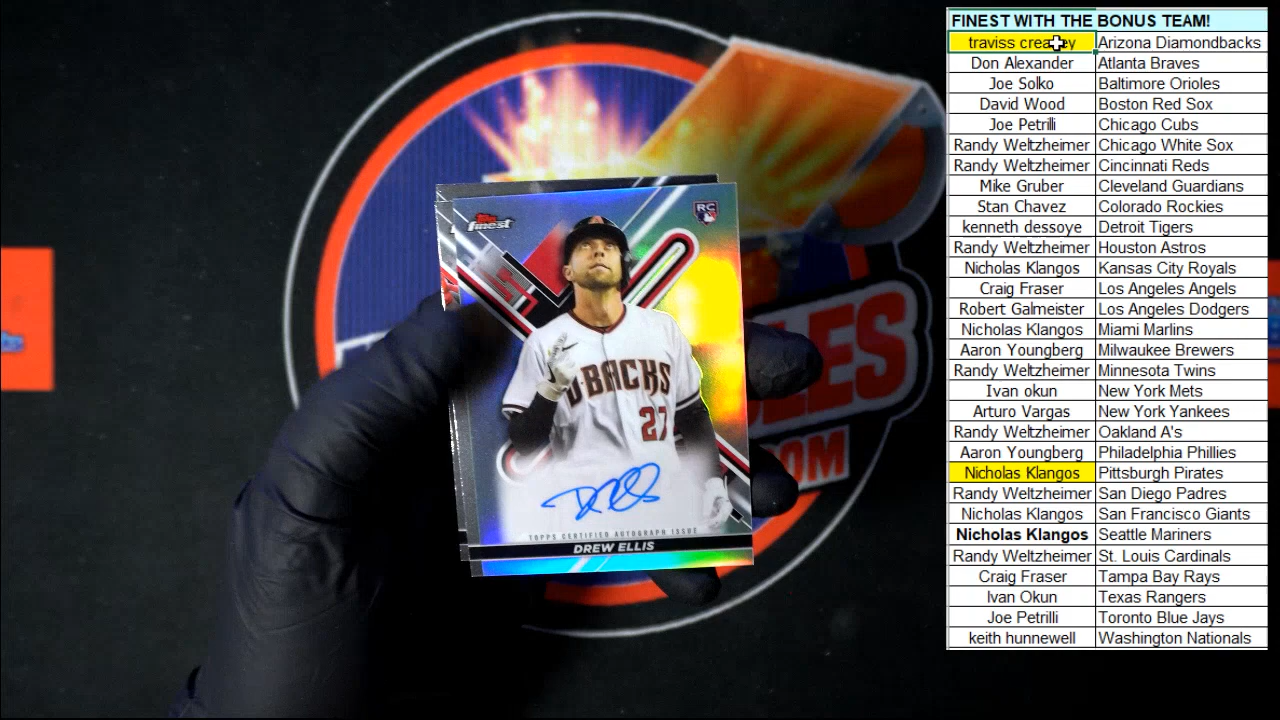 FINEST WITH THE BONUS TEAM!
Arizona Diamondbacks
Don Alexander Atlanta Braves
Joe Solko Baltimore Orioles
David Wood Boston Red Sox
Joe Petrilli Chicago Cubs
Randy Weltzheimer Chicago White Sox
Randy Weltzheimer Cincinnati Reds
Mike Gruber Cleveland Guardians
Stan Chavez Colorado Rockies
kenneth dessoye Detroit Tigers
Randy Weltzheimer Houston Astros
Nicholas Klangos Kansas City Royals
Craig Fraser Los Angeles Angels
Robert Galmeister Los Angeles Dodgers
Nicholas Klangos Miami Marlins
Aaron Youngberg Milwaukee Brewers
Randy Weltzheimer Minnesota Twins
Ivan okun New York Mets
Arturo Vargas New York Yankees
Randy Weltzheimer Oakland A's
Aaron Youngberg Philadelphia Phillies
Nicholas Klangos Pittsburgh Pirates
Randy Weltzheimer San Diego Padres
Nicholas Klangos San Francisco Giants
Nicholas Klangos Seattle Mariners
Randy Weltzheimer St. Louis Cardinals
Craig Fraser Tampa Bay Rays
Ivan Okun Texas Rangers
Joe Petrilli Toronto Blue Jays
keith hunnewell Washington Nationals
traviss
Topps
finest
RC
D·BACKS
27
TOPPS CERTIFIED AUTOGRAPH ISSUE
DREW ELLIS
LES
OM